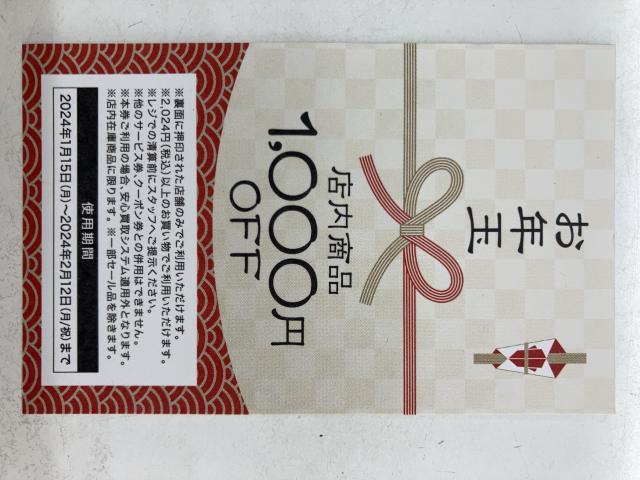 お年玉
店内商品
1,000円
OFF
※裏面に押印された店舗のみでご利用いただけます。
※2,024円(税込)以上のお買い物でご利用いただけます。
※レジでの清算前にスタッフへご提示ください。
※他のサービス券、クーポン券との併用はできません。
※本券ご利用の場合、安心買取システム適用外となります。
※店内在庫商品に限ります。※一部セール品を除きます。
使用期間
2024年1月15日(月)~2024年2月12日(月/祝)まで